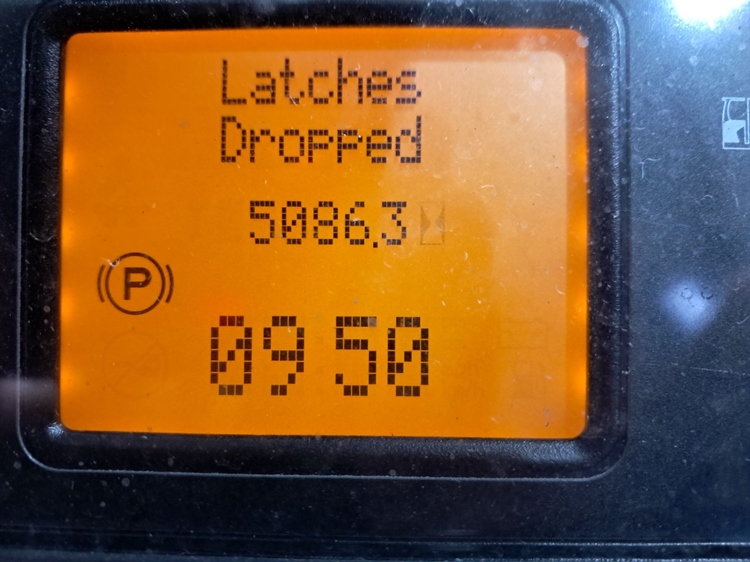 Latches
Dropped
5086.3
P
09 50